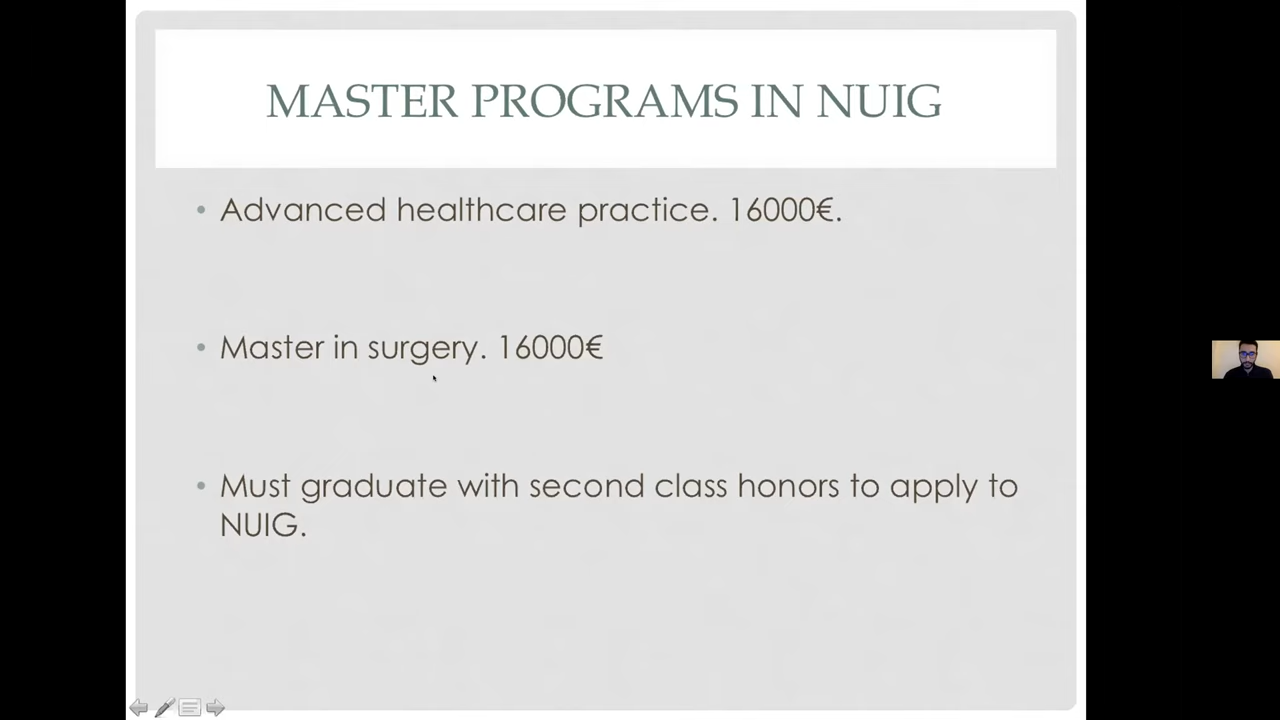 MASTER PROGRAMS IN NUIG
• Advanced healthcare practice. 16000€.
• Master in surgery. 16000€
• Must graduate with second class honors to apply to
NUIG.